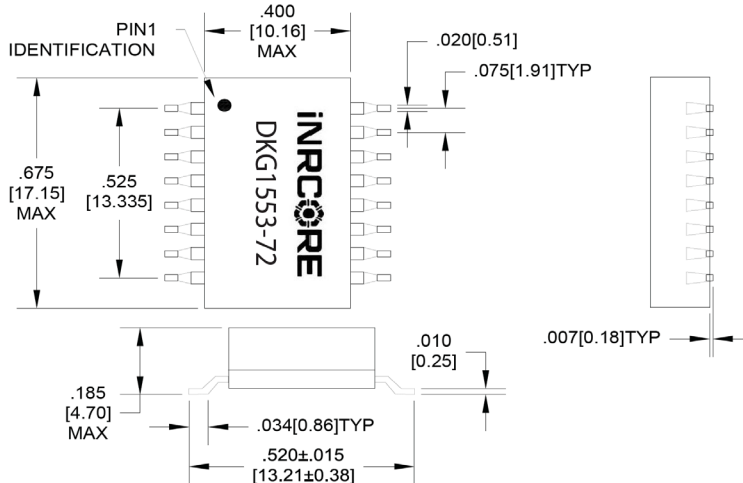 .400
[10.16]
MAX
PIN1
IDENTIFICATION
.020[0.51]
.075[1.91]TYP
iNRCORE
DKG1553-72
.675
[17.15]
MAX
.525
[13.335]
.007[0.18]TYP
.010
[0.25]
.185
[4.70]
MAX
.034[0.86]TYP
.520±.015
[13.21±0.38]